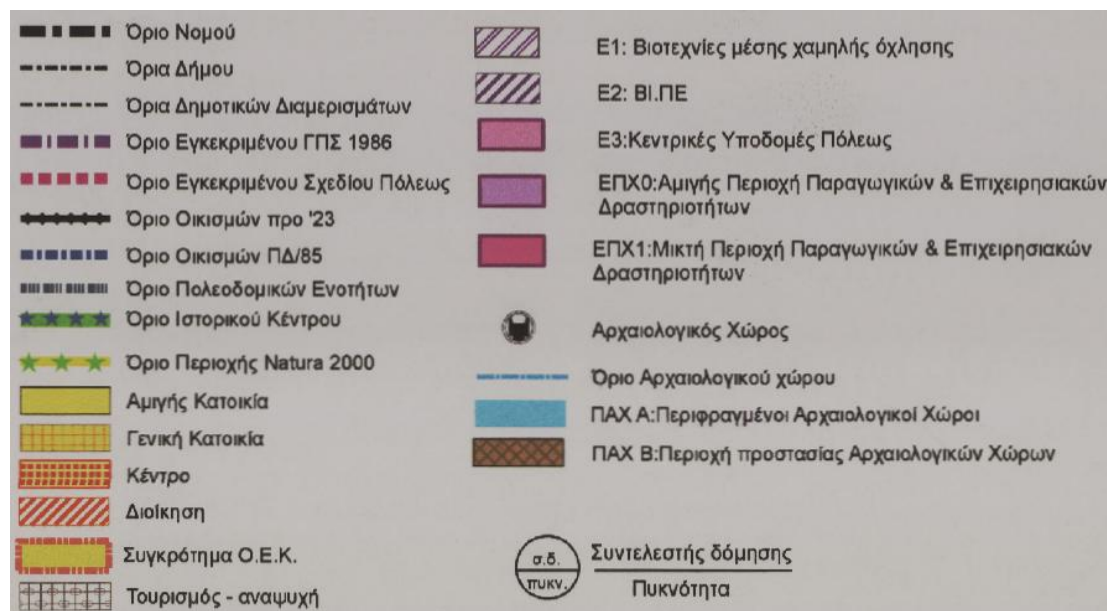 Όριο Νομού
Όρια Δήμου
Όρια Δημοτικών Διαμερισμάτων
Όριο Εγκεκριμένου ΓΠΣ 1986
Όριο Εγκεκριμένου Σχεδίου Πόλεως
Όριο Οικισμών προ '23
Όριο Οικισμών ΠΔ/85
Όριο Πολεοδομικών Ενοτήτων
Όριο Ιστορικού Κέντρου
Όριο Περιοχής Natura 2000
Αμιγής Κατοικία
Γενική Κατοικία
Κέντρο
Διοίκηση
Συγκρότημα Ο.Ε.Κ.
Τουρισμός - αναψυχή
Ε1: Βιοτεχνίες μέσης χαμηλής όχλησης
Ε2: ΒΙ.ΠΕ
Ε3:Κεντρικές Υποδομές Πόλεως
ΕΠΧ0:Αμιγής Περιοχή Παραγωγικών & Επιχειρησιακών
Δραστηριοτήτων
ΕΠΧ1:Μικτή Περιοχή Παραγωγικών & Επιχειρησιακών
Δραστηριοτήτων
Αρχαιολογικός Χώρος
Όριο Αρχαιολογικού χώρου
ΠΑΧ Α:Περιφραγμένοι Αρχαιολογικοί Χώροι
ΠΑΧ Β:Περιοχή προστασίας Αρχαιολογικών Χώρων
σ.δ.
πυκν.
Συντελεστής δόμησης
Πυκνότητα